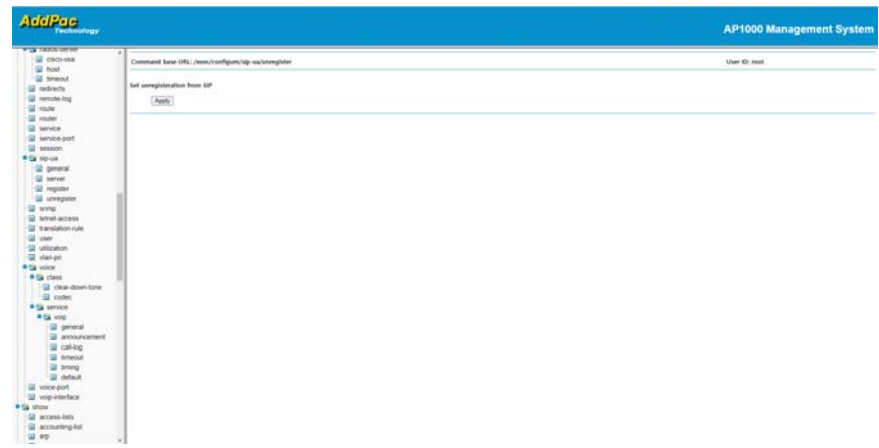 AddPac
Technology
AP1000 Management System
radius-server
cisco-vsa
host
timeout
redirects
remote-log
route
router
service
service-port
session
sip-ua
general
server
register
unregister
snmp
telnet-access
translation-rule
user
utilization
vlan-pri
voice
class
clear-down-tone
codec
service
voip
general
announcement
call-log
timeout
timing
default
voice-port
voip-interface
show
access-lists
accounting-list
arp
Command base-URL: /exec/configure/sip-ua/unregister
User ID: root
Set unregisteration from SIP
Apply